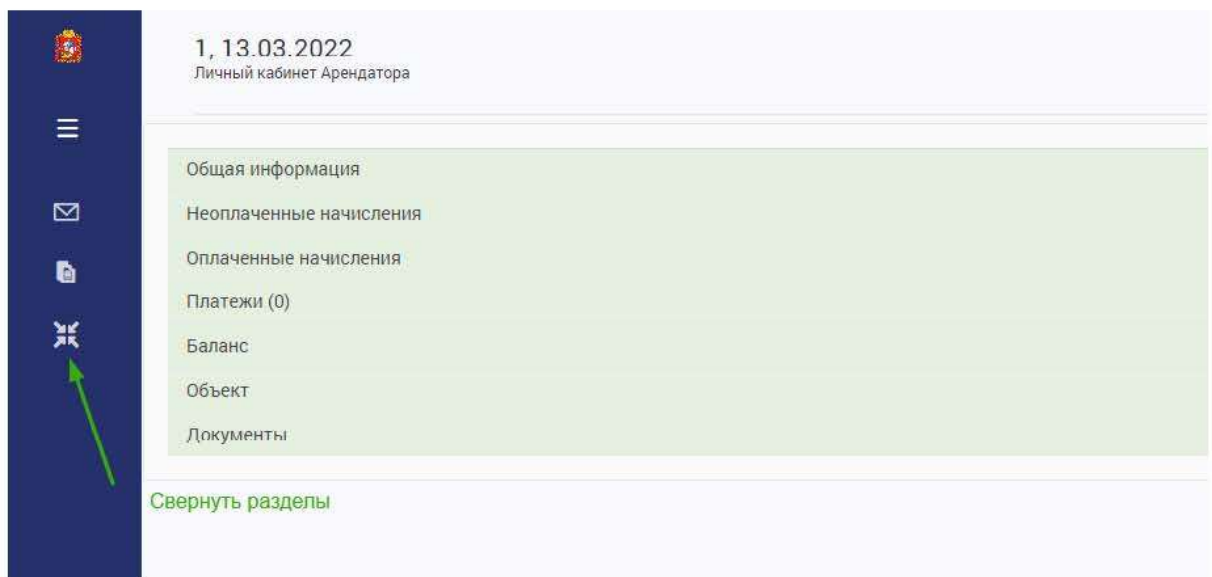 1, 13.03.2022
Личный кабинет Арендатора
Общая информация
Неоплаченные начисления
Оплаченные начисления
Платежи (0)
Баланс
Объект
Документы
Свернуть разделы